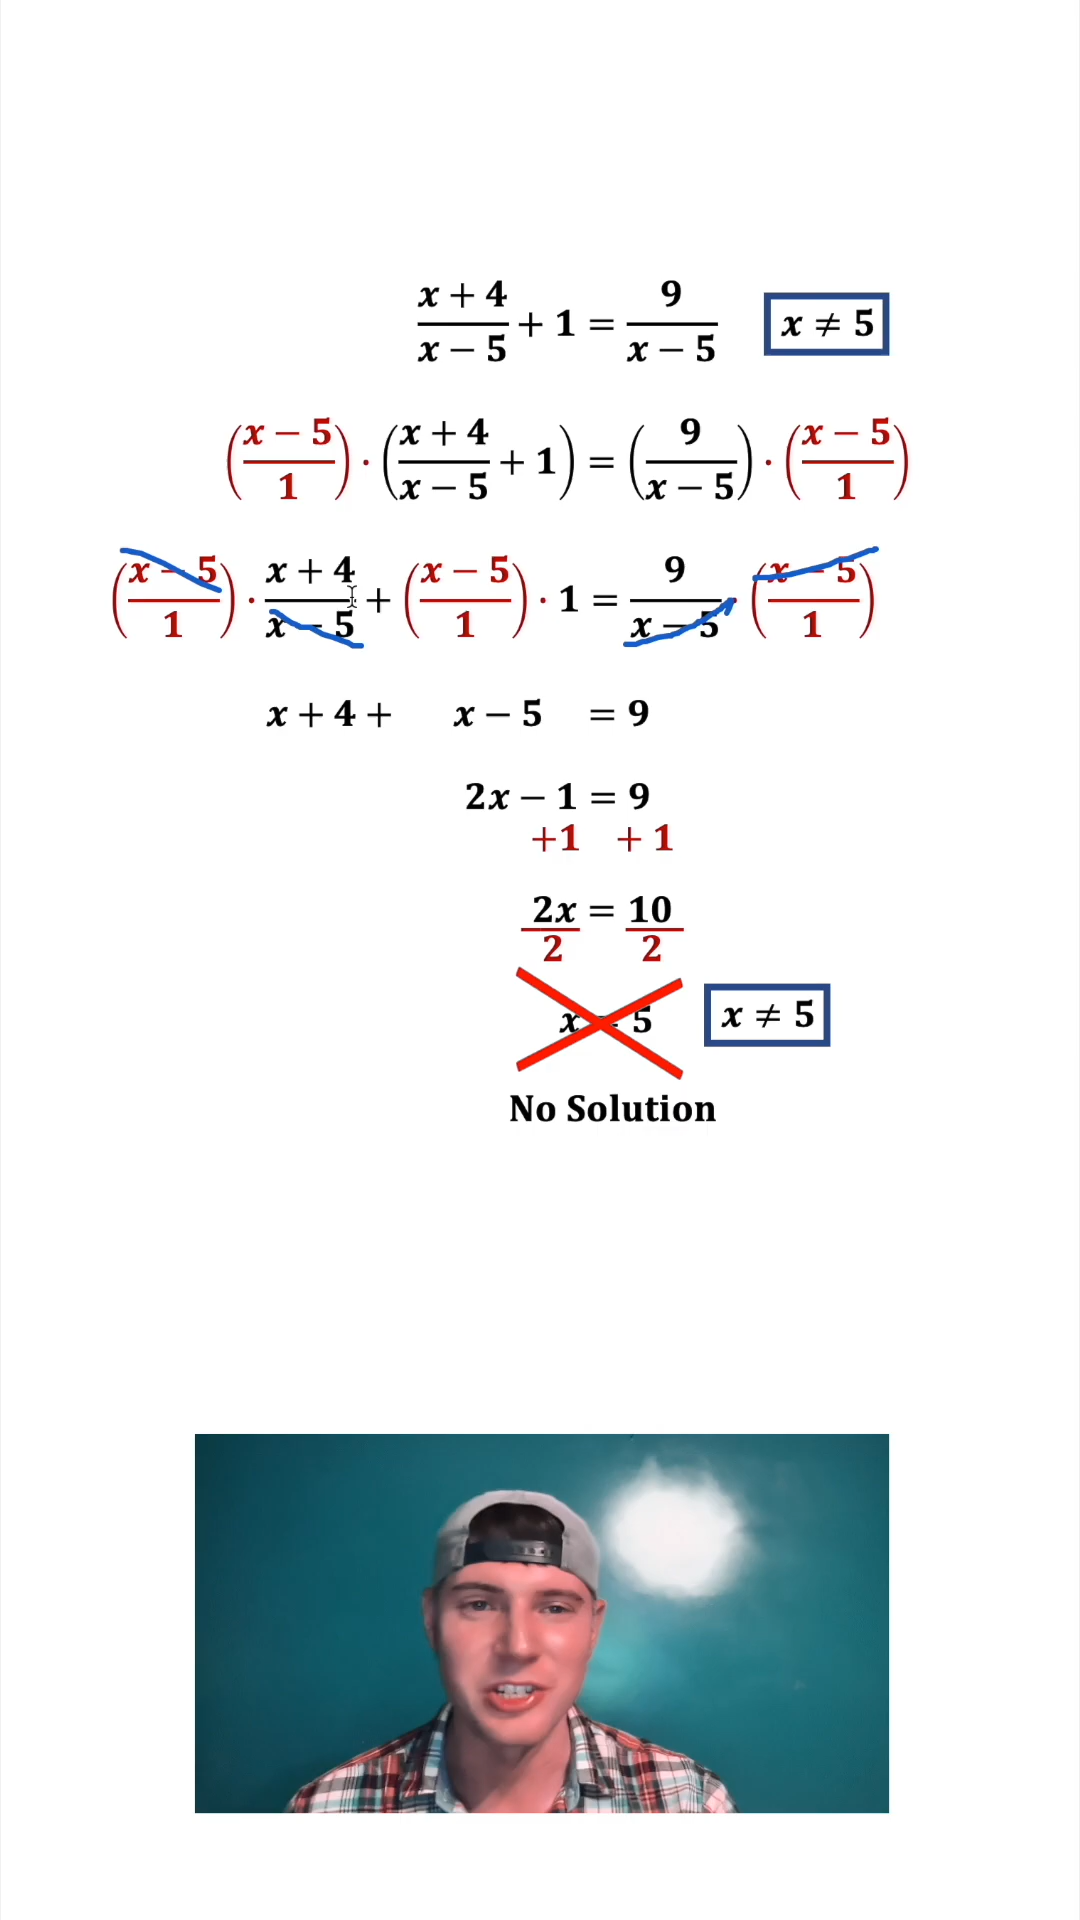 (x + 4)/(x − 5) + 1 = 9/(x − 5)    x ≠ 5
((x − 5)/1) · ((x + 4)/(x − 5) + 1) = (9/(x − 5)) · ((x − 5)/1)
((x − 5)/1) · (x + 4)/(x − 5) + ((x − 5)/1) · 1 = 9/(x − 5) · ((x − 5)/1)
x + 4 + x − 5 = 9
2x − 1 = 9
+1 + 1
2x = 10
2 2
x = 5    x ≠ 5
No Solution